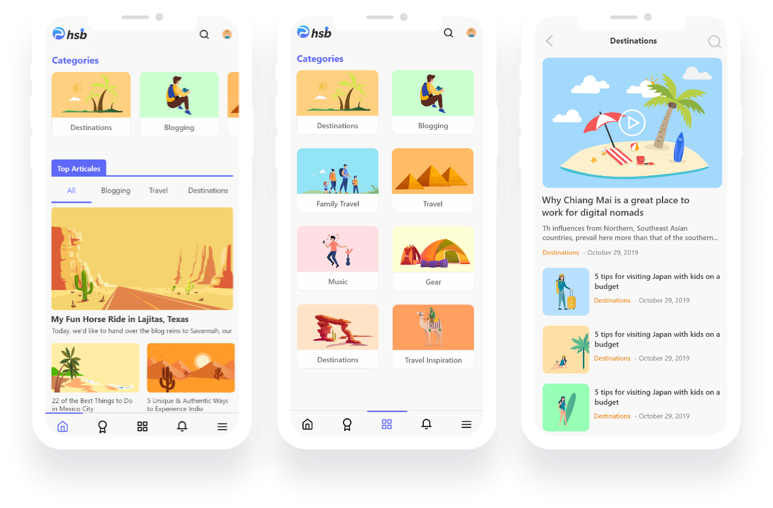 hsb
Categories
Destinations
Blogging
Top Articales
All
Blogging
Travel
Destinations
My Fun Horse Ride in Lajitas, Texas
Today, we'd like to hand over the blog reins to Savannah, our
22 of the Best Things to Do
in Mexico City
5 Unique & Authentic Ways
to Experience India
hsb
Categories
Destinations
Blogging
Family Travel
Travel
Music
Gear
Destinations
Travel Inspiration
Destinations
Why Chiang Mai is a great place to
work for digital nomads
Th influences from Northern, Southeast Asian
countries, prevail here more than that of the southern...
Destinations - October 29, 2019
5 tips for visiting Japan with kids on a
budget
Destinations - October 29, 2019
5 tips for visiting Japan with kids on a
budget
Destinations - October 29, 2019
5 tips for visiting Japan with kids on a
budget
Destinations - October 29, 2019